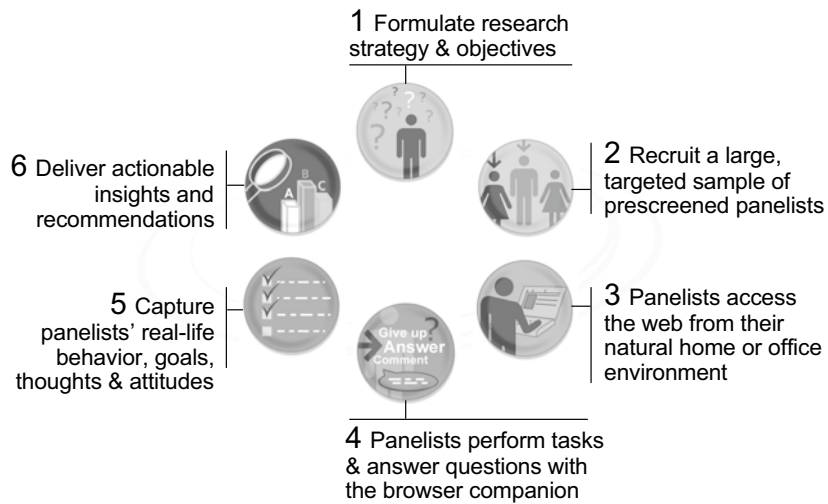 1 Formulate research
strategy & objectives
? ? ? ? ? ? ?
2 Recruit a large,
targeted sample of
prescreened panelists
3 Panelists access
the web from their
natural home or office
environment
Give up ?
Answer
Comment
4 Panelists perform tasks
& answer questions with
the browser companion
5 Capture
panelists’ real-life
behavior, goals,
thoughts & attitudes
6 Deliver actionable
insights and
recommendations
A B C